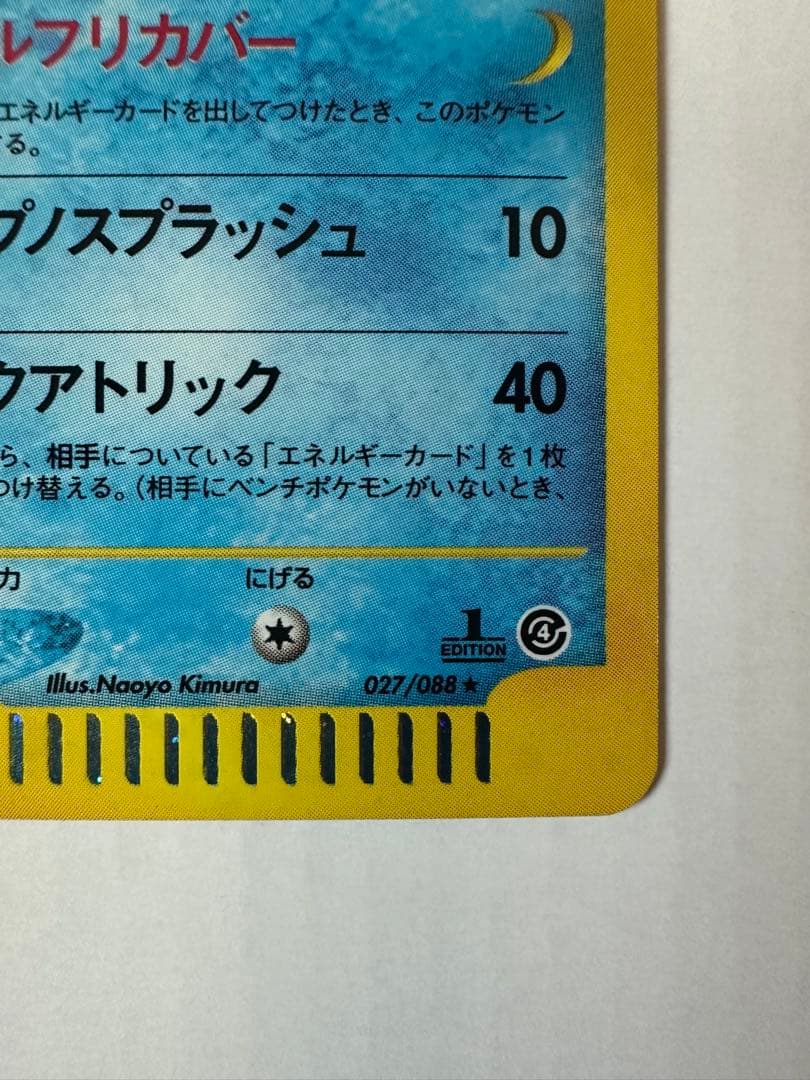 ルフリカバー
エネルギーカードを出してつけたとき、このポケモン
る。
プノスプラッシュ 10
クアトリック 40
ら、相手についている「エネルギーカード」を1枚
つけ替える。(相手にベンチポケモンがいないとき、
力 にげる
1 EDITION 4
Illus.Naoyo Kimura 027/088 ★